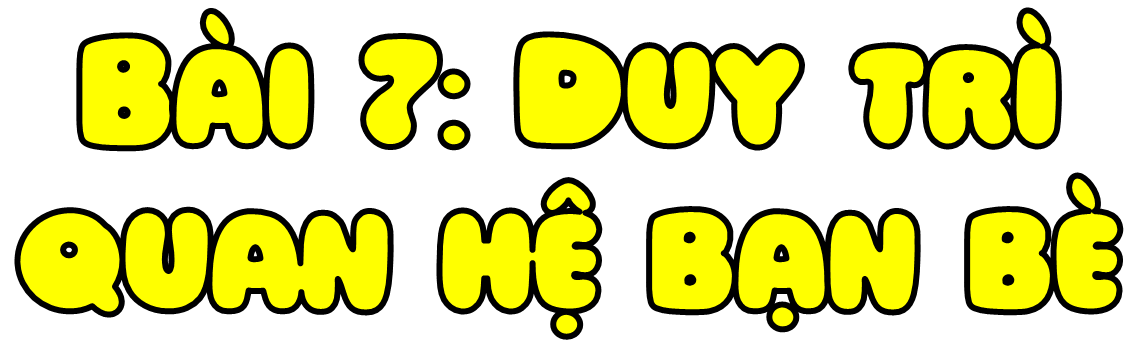 BÀI 7: DUY TRÌ
QUAN HỆ BẠN BÈ